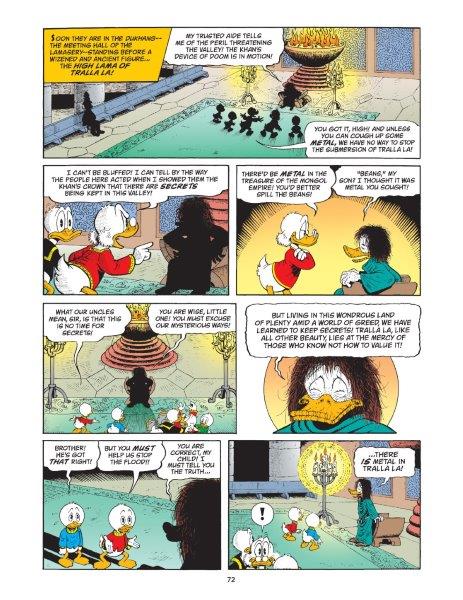 SOON THEY ARE IN THE DUKHANG--
THE MEETING HALL OF THE
LAMASERY--STANDING BEFORE A
WIZENED AND ANCIENT FIGURE...
THE HIGH LAMA OF
TRALLA LA!
MY TRUSTED AIDE TELLS
ME OF THE PERIL THREATENING
THE VALLEY! THE KHAN'S
DEVICE OF DOOM IS IN MOTION!
YOU GOT IT, HIGH! AND UNLESS
YOU CAN COUGH UP SOME
METAL, WE HAVE NO WAY TO STOP
THE SUBMERSION OF TRALLA LA!
I CAN'T BE BLUFFED! I CAN TELL BY THE WAY
THE PEOPLE HERE ACTED WHEN I SHOWED THEM THE
KHAN'S CROWN THAT THERE ARE SECRETS
BEING KEPT IN THIS VALLEY!
THERE'D BE METAL IN THE
TREASURE OF THE MONGOL
EMPIRE! YOU'D BETTER
SPILL THE BEANS!
"BEANS," MY
SON? I THOUGHT IT WAS
METAL YOU SOUGHT!
WHAT OUR UNCLES
MEAN, SIR, IS THAT THIS
IS NO TIME FOR
SECRETS!
YOU ARE WISE, LITTLE
ONE! YOU MUST EXCUSE
OUR MYSTERIOUS WAYS!
BUT LIVING IN THIS WONDROUS LAND
OF PLENTY AMID A WORLD OF GREED, WE HAVE
LEARNED TO KEEP SECRETS! TRALLA LA, LIKE
ALL OTHER BEAUTY, LIES AT THE MERCY OF
THOSE WHO KNOW NOT HOW TO VALUE IT!
BROTHER!
HE'S GOT
THAT RIGHT!
BUT YOU MUST
HELP US STOP
THE FLOOD!!
YOU ARE
CORRECT, MY
CHILD! I
MUST TELL YOU
THE TRUTH...
...THERE
IS METAL IN
TRALLA LA!
!
72